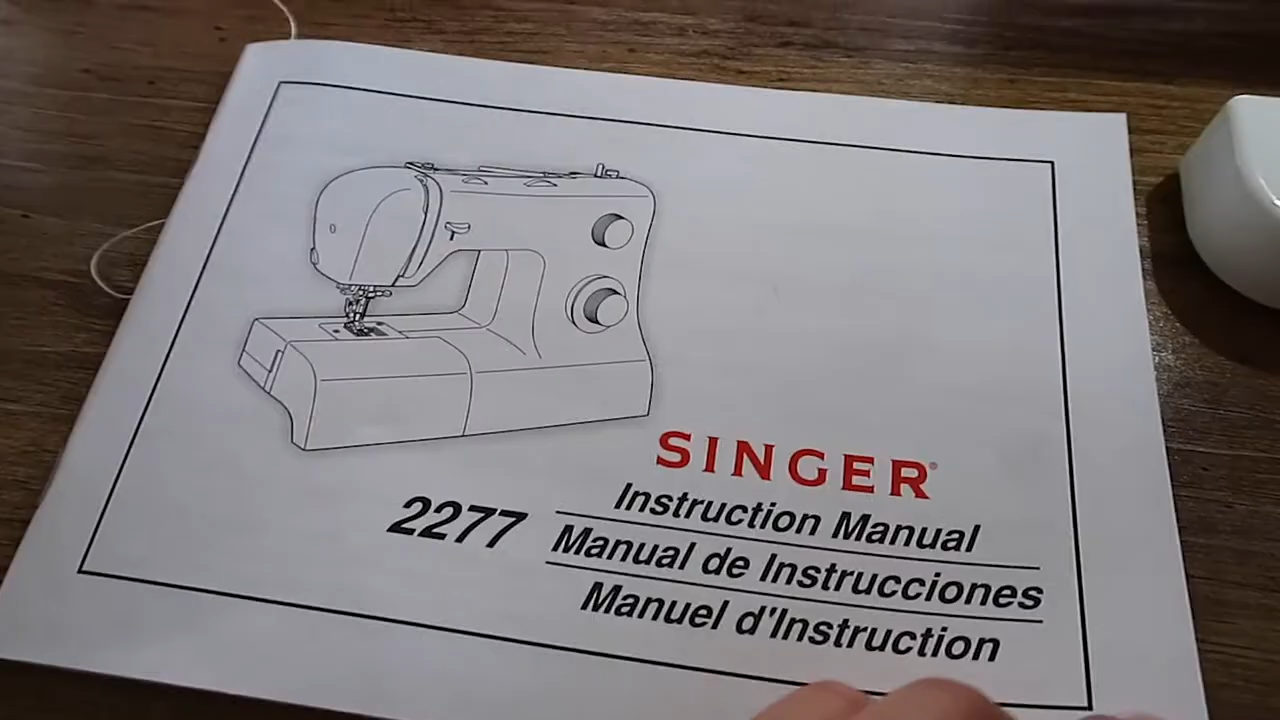 SINGER®
2277
Instruction Manual
Manual de Instrucciones
Manuel d'Instruction